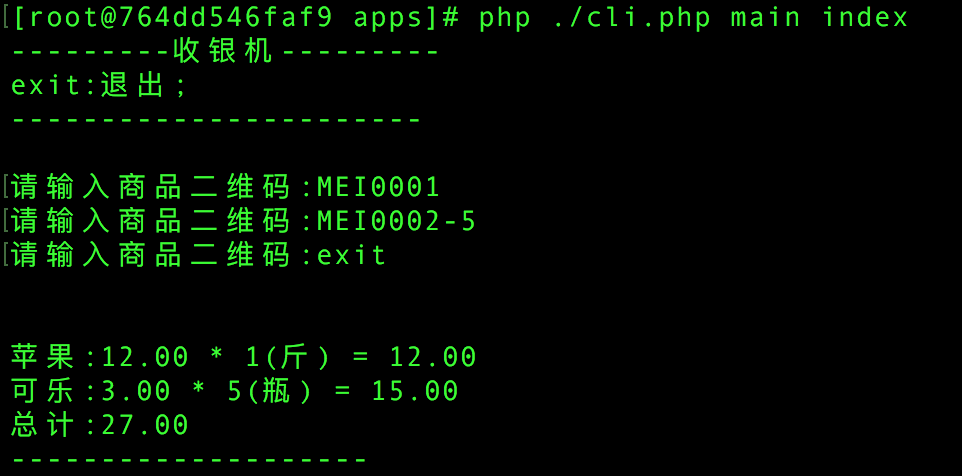 [root@764dd546faf9 apps]# php ./cli.php main index
---------收银机---------
exit:退出;
-----------------------
请输入商品二维码:MEI0001
请输入商品二维码:MEI0002-5
请输入商品二维码:exit
苹果:12.00 * 1(斤) = 12.00
可乐:3.00 * 5(瓶) = 15.00
总计:27.00
--------------------